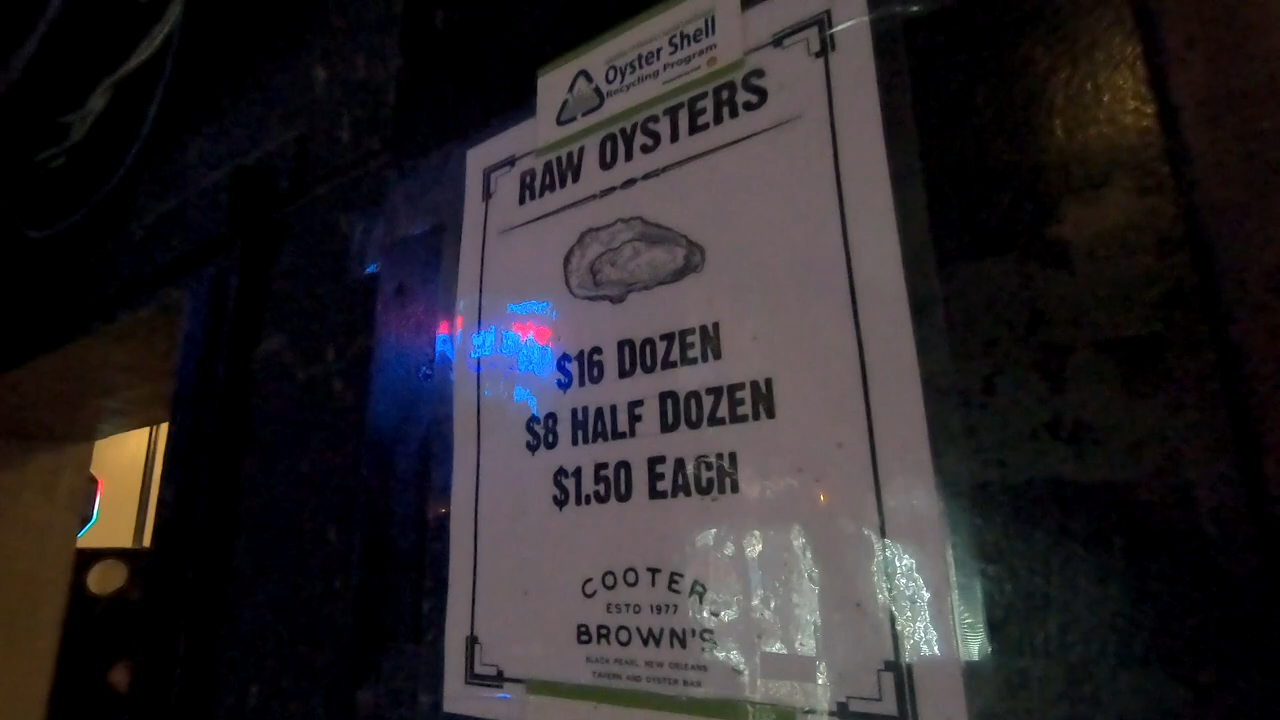 Oyster Shell
Recycling Program
RAW OYSTERS
$16 DOZEN
$8 HALF DOZEN
$1.50 EACH
COOTER
ESTD 1977
BROWN'S
BLACK PEARL, NEW ORLEANS
TAVERN AND OYSTER BAR